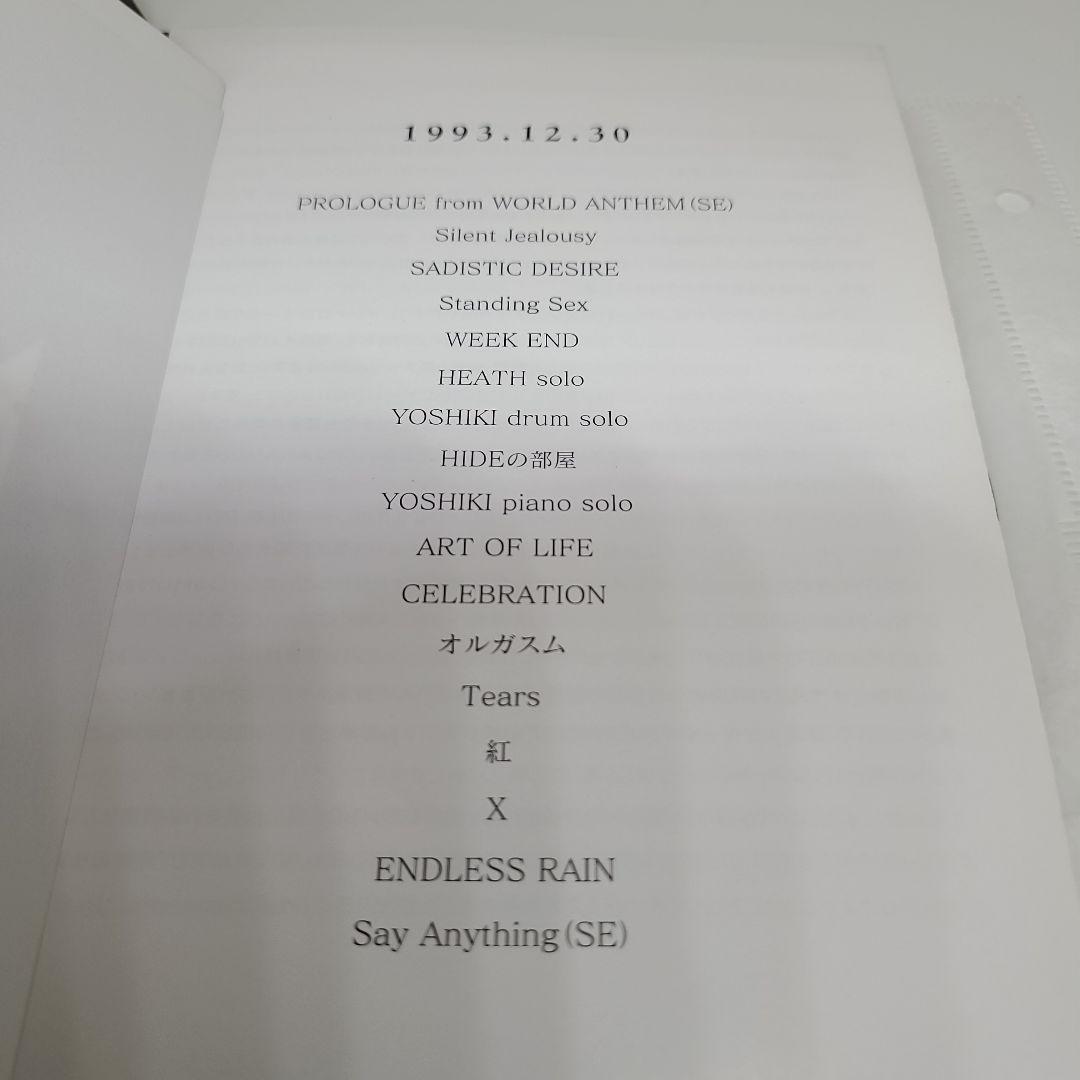 1993.12.30
PROLOGUE from WORLD ANTHEM(SE)
Silent Jealousy
SADISTIC DESIRE
Standing Sex
WEEK END
HEATH solo
YOSHIKI drum solo
HIDEの部屋
YOSHIKI piano solo
ART OF LIFE
CELEBRATION
オルガスム
Tears
紅
X
ENDLESS RAIN
Say Anything(SE)